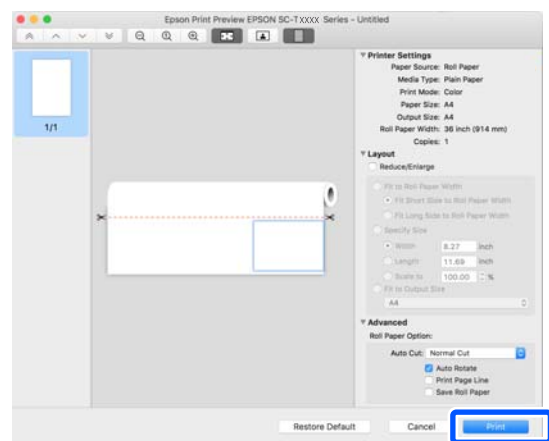 Epson Print Preview EPSON SC-TXXXX Series - Untitled
1/1
Printer Settings
Paper Source: Roll Paper
Media Type: Plain Paper
Print Mode: Color
Paper Size: A4
Output Size: A4
Roll Paper Width: 36 inch (914 mm)
Copies: 1
Layout
Reduce/Enlarge
Fit to Roll Paper Width
Fit Short Side to Roll Paper Width
Fit Long Side to Roll Paper Width
Specify Size
Width 8.27 inch
Length 11.69 inch
Scale to 100.00 %
Fit to Output Size
A4
Advanced
Roll Paper Option:
Auto Cut: Normal Cut
Auto Rotate
Print Page Line
Save Roll Paper
Restore Default Cancel Print